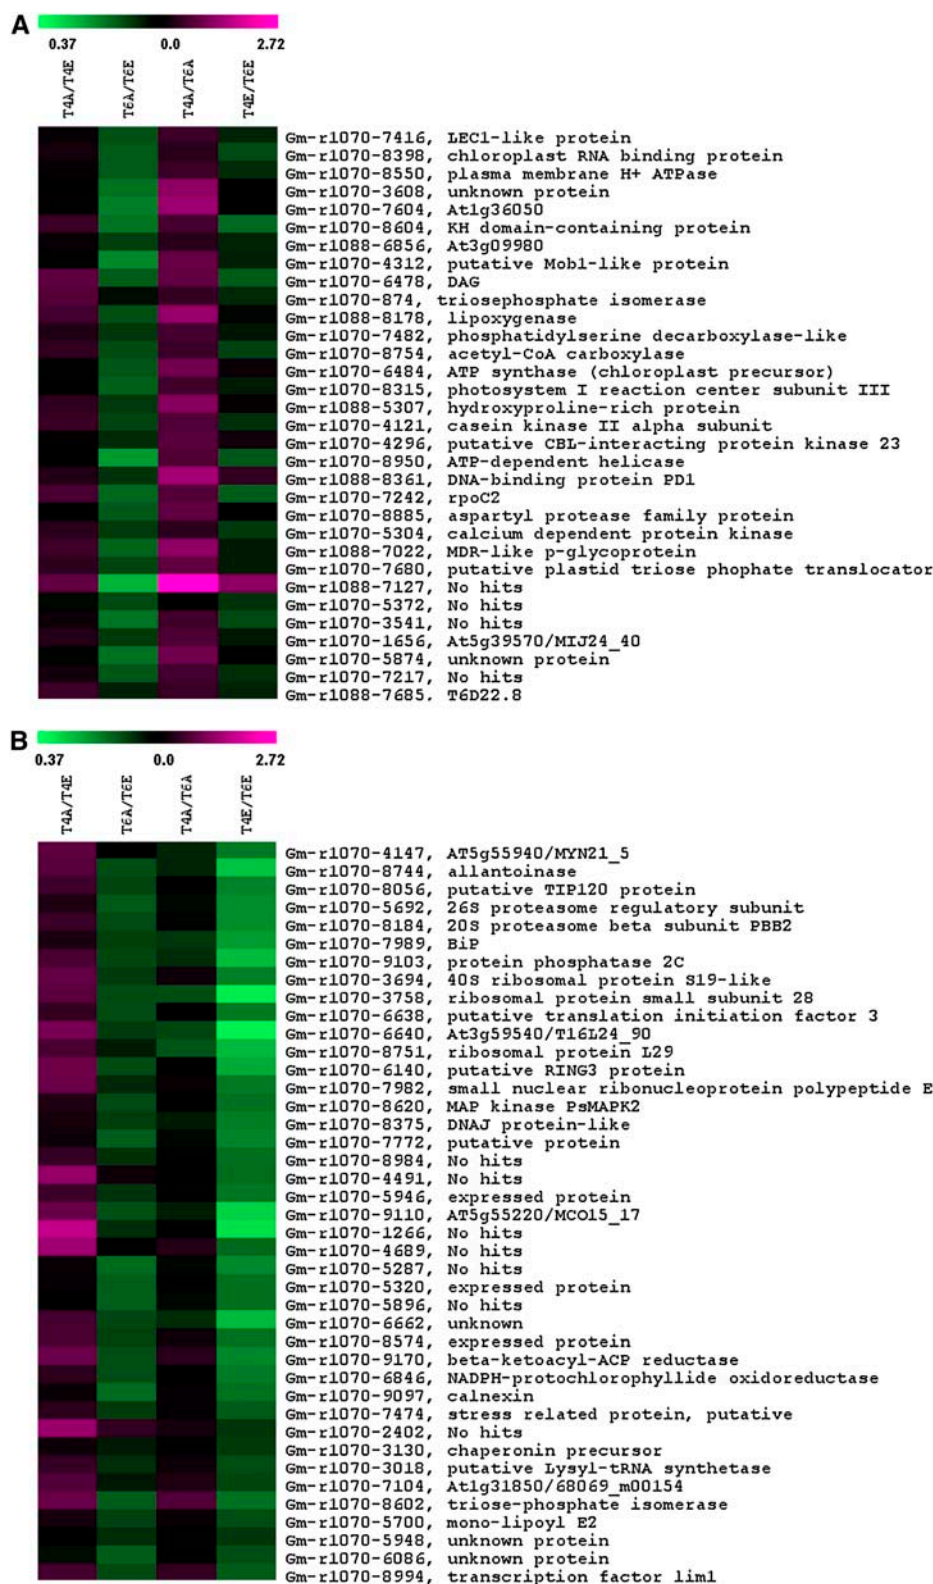 A
0.37 0.0 2.72
T4A/T4E T6A/T6E T4A/T6A T4E/T6E
Gm-r1070-7416, LEC1-like protein
Gm-r1070-8398, chloroplast RNA binding protein
Gm-r1070-8550, plasma membrane H+ ATPase
Gm-r1070-3608, unknown protein
Gm-r1070-7604, At1g36050
Gm-r1070-8604, KH domain-containing protein
Gm-r1088-6856, At3g09980
Gm-r1070-4312, putative Mob1-like protein
Gm-r1070-6478, DAG
Gm-r1070-874, triosephosphate isomerase
Gm-r1088-8178, lipoxygenase
Gm-r1070-7482, phosphatidylserine decarboxylase-like
Gm-r1070-8754, acetyl-CoA carboxylase
Gm-r1070-6484, ATP synthase (chloroplast precursor)
Gm-r1070-8315, photosystem I reaction center subunit III
Gm-r1088-5307, hydroxyproline-rich protein
Gm-r1070-4121, casein kinase II alpha subunit
Gm-r1070-4296, putative CBL-interacting protein kinase 23
Gm-r1070-8950, ATP-dependent helicase
Gm-r1088-8361, DNA-binding protein PD1
Gm-r1070-7242, rpoC2
Gm-r1070-8885, aspartyl protease family protein
Gm-r1070-5304, calcium dependent protein kinase
Gm-r1088-7022, MDR-like p-glycoprotein
Gm-r1070-7680, putative plastid triose phophate translocator
Gm-r1088-7127, No hits
Gm-r1070-5372, No hits
Gm-r1070-3541, No hits
Gm-r1070-1656, At5g39570/MIJ24_40
Gm-r1070-5874, unknown protein
Gm-r1070-7217, No hits
Gm-r1088-7685. T6D22.8
B
0.37 0.0 2.72
T4A/T4E T6A/T6E T4A/T6A T4E/T6E
Gm-r1070-4147, AT5g55940/MYN21_5
Gm-r1070-8744, allantoinase
Gm-r1070-8056, putative TIP120 protein
Gm-r1070-5692, 26S proteasome regulatory subunit
Gm-r1070-8184, 20S proteasome beta subunit PBB2
Gm-r1070-7989, BiP
Gm-r1070-9103, protein phosphatase 2C
Gm-r1070-3694, 40S ribosomal protein S19-like
Gm-r1070-3758, ribosomal protein small subunit 28
Gm-r1070-6638, putative translation initiation factor 3
Gm-r1070-6640, At3g59540/T16L24_90
Gm-r1070-8751, ribosomal protein L29
Gm-r1070-6140, putative RING3 protein
Gm-r1070-7982, small nuclear ribonucleoprotein polypeptide E
Gm-r1070-8620, MAP kinase PsMAPK2
Gm-r1070-8375, DNAJ protein-like
Gm-r1070-7772, putative protein
Gm-r1070-8984, No hits
Gm-r1070-4491, No hits
Gm-r1070-5946, expressed protein
Gm-r1070-9110, AT5g55220/MCO15_17
Gm-r1070-1266, No hits
Gm-r1070-4689, No hits
Gm-r1070-5287, No hits
Gm-r1070-5320, expressed protein
Gm-r1070-5896, No hits
Gm-r1070-6662, unknown
Gm-r1070-8574, expressed protein
Gm-r1070-9170, beta-ketoacyl-ACP reductase
Gm-r1070-6846, NADPH-protochlorophyllide oxidoreductase
Gm-r1070-9097, calnexin
Gm-r1070-7474, stress related protein, putative
Gm-r1070-2402, No hits
Gm-r1070-3130, chaperonin precursor
Gm-r1070-3018, putative Lysyl-tRNA synthetase
Gm-r1070-7104, At1g31850/68069_m00154
Gm-r1070-8602, triose-phosphate isomerase
Gm-r1070-5700, mono-lipoyl E2
Gm-r1070-5948, unknown protein
Gm-r1070-6086, unknown protein
Gm-r1070-8994, transcription factor lim1